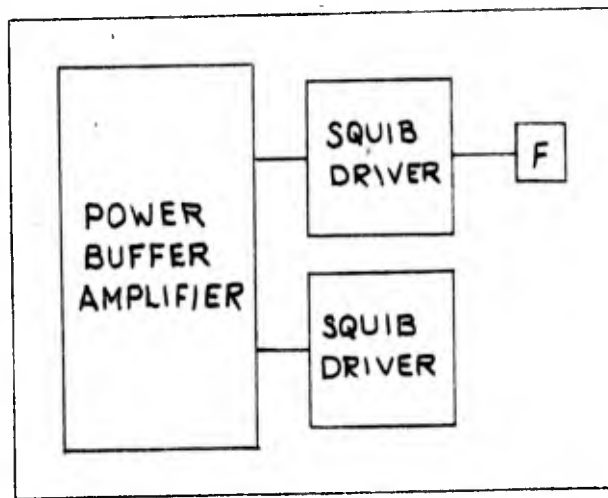 POWER
BUFFER
AMPLIFIER
SQUIB
DRIVER
F
SQUIB
DRIVER